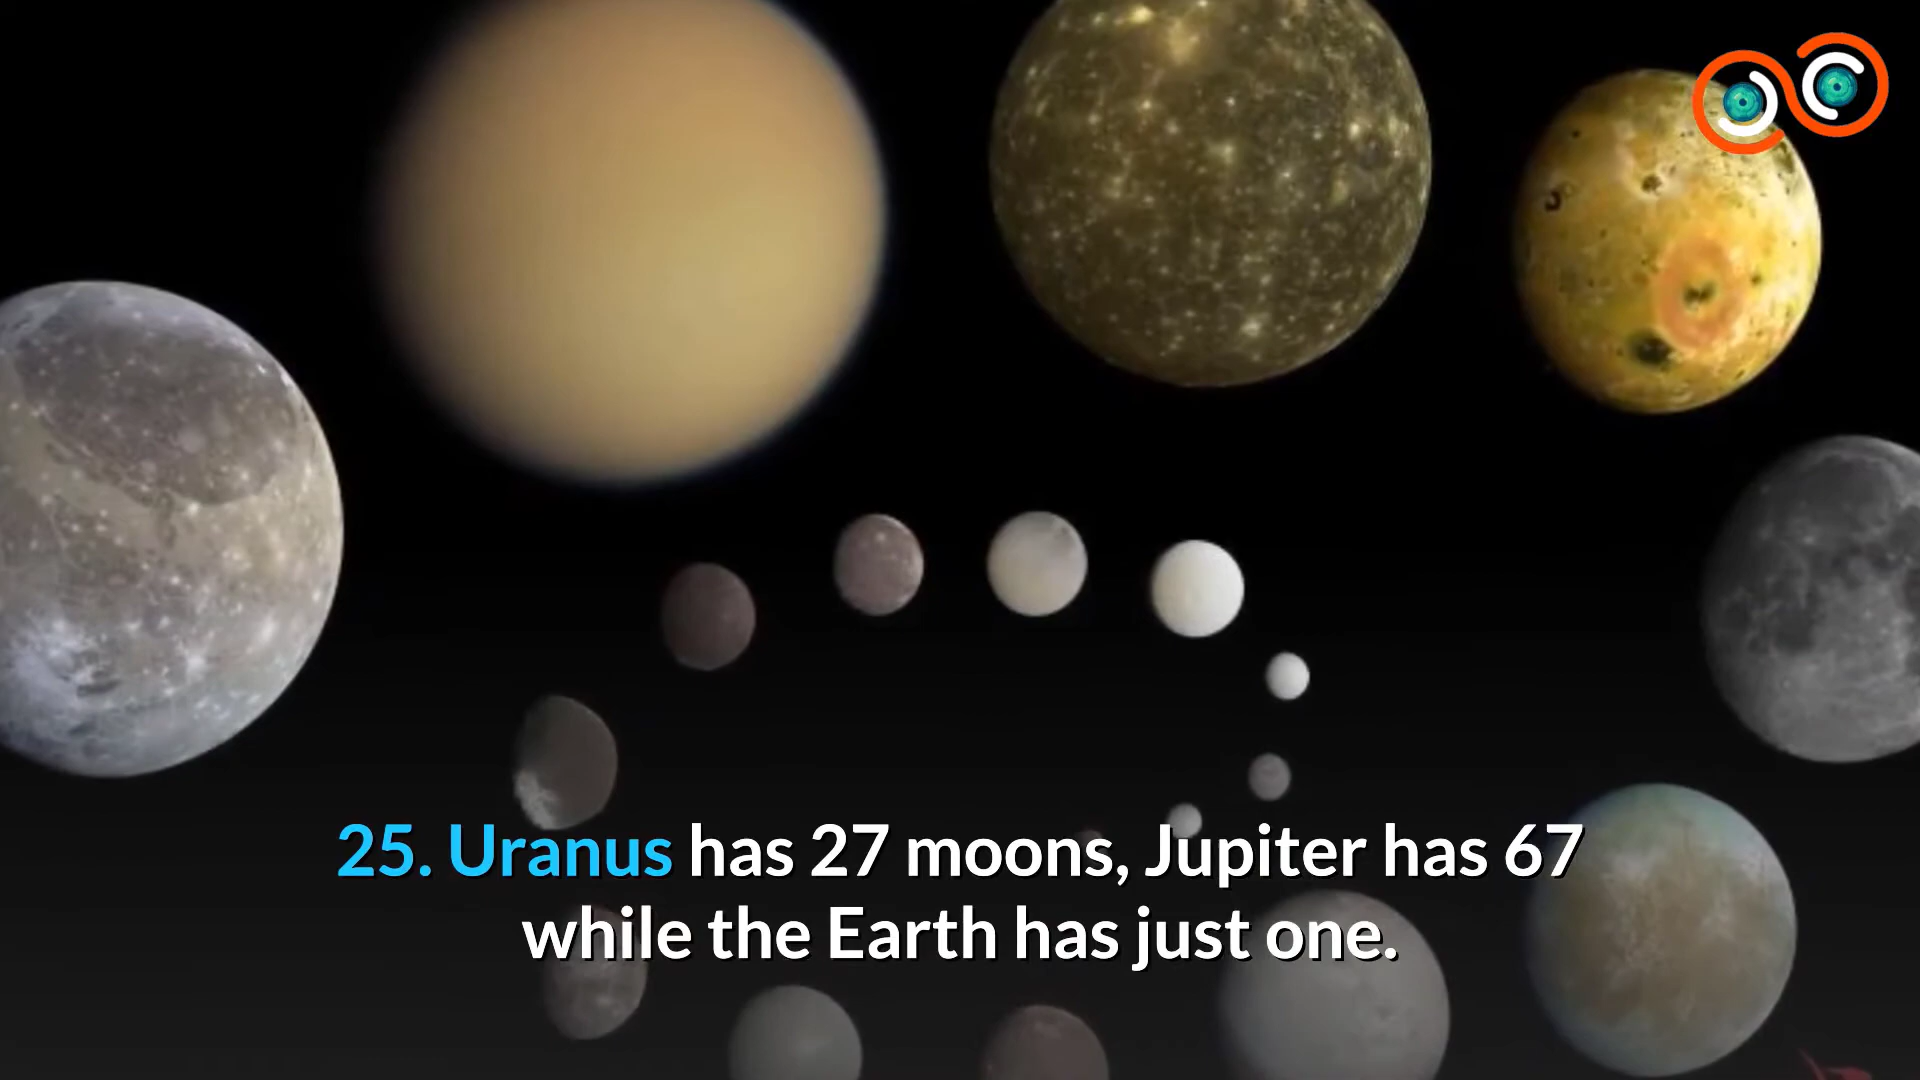 25. Uranus has 27 moons, Jupiter has 67
while the Earth has just one.